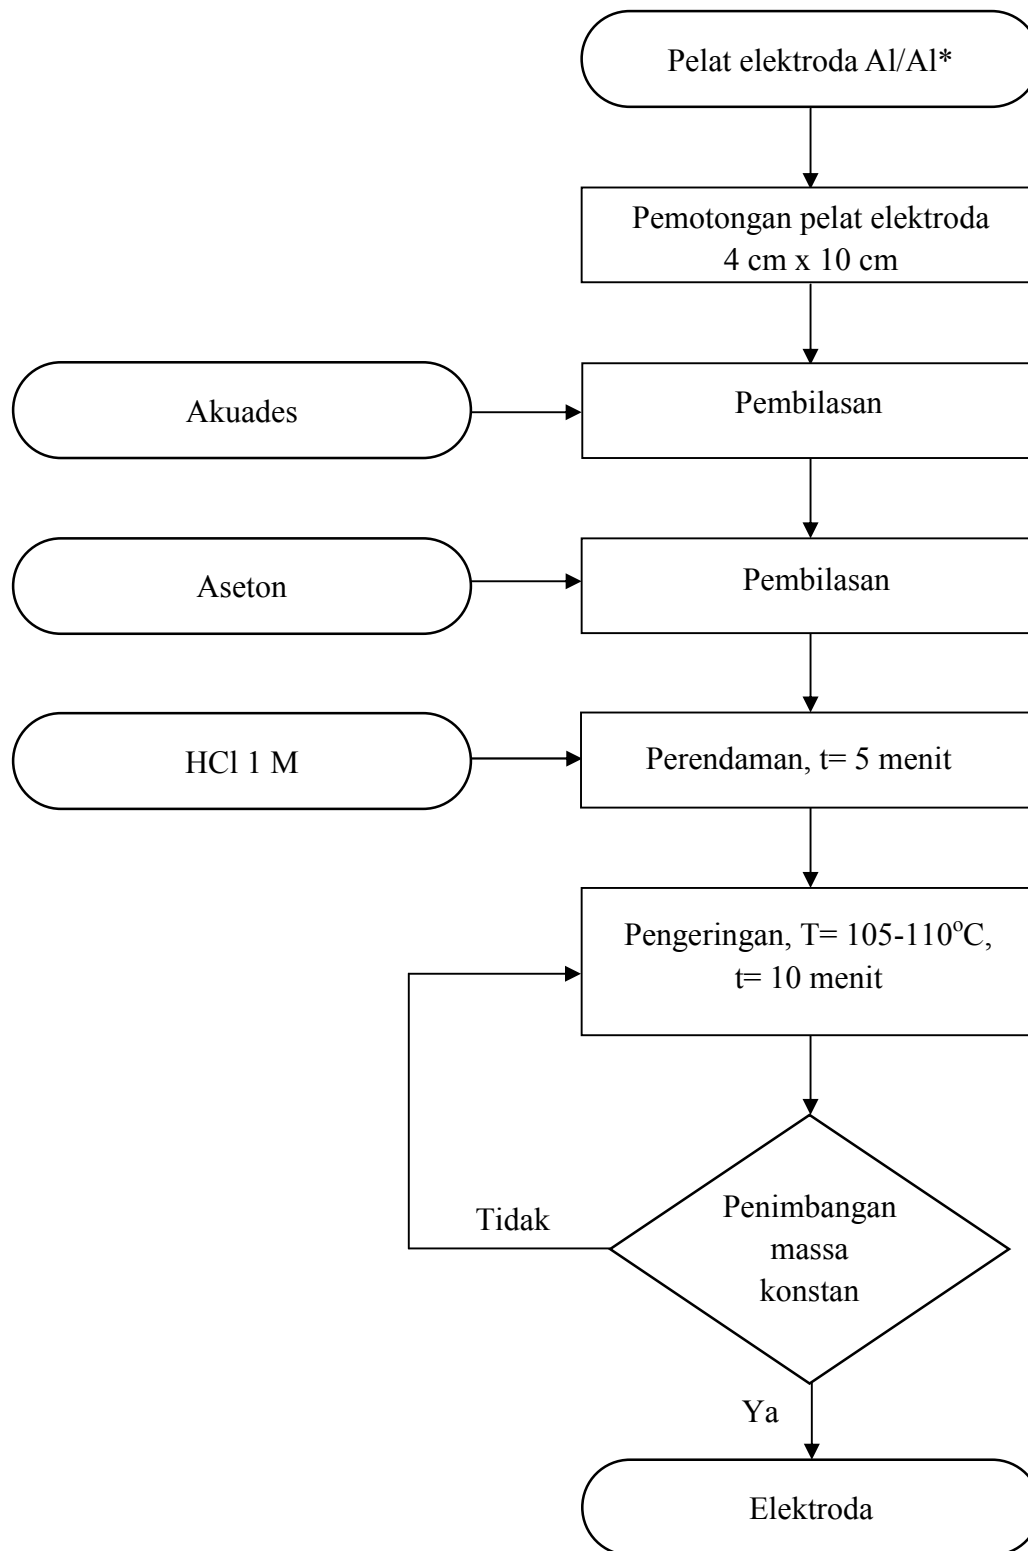 Pelat elektroda Al/Al*
Pemotongan pelat elektroda
4 cm x 10 cm
Akuades
Pembilasan
Aseton
Pembilasan
HCl 1 M
Perendaman, t= 5 menit
Pengeringan, T= 105-110°C,
t= 10 menit
Tidak
Penimbangan
massa
konstan
Ya
Elektroda